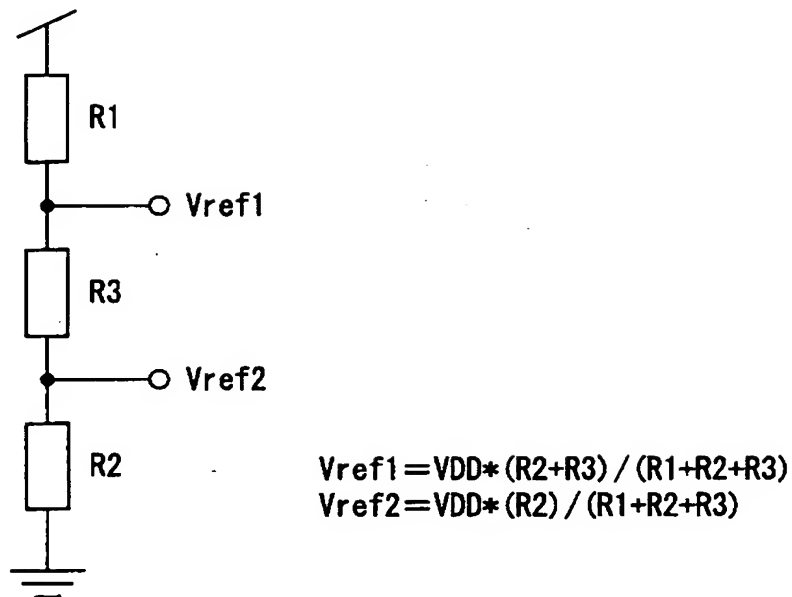 R1
Vref1
R3
Vref2
R2
Vref1=VDD*(R2+R3)/(R1+R2+R3)
Vref2=VDD*(R2)/(R1+R2+R3)